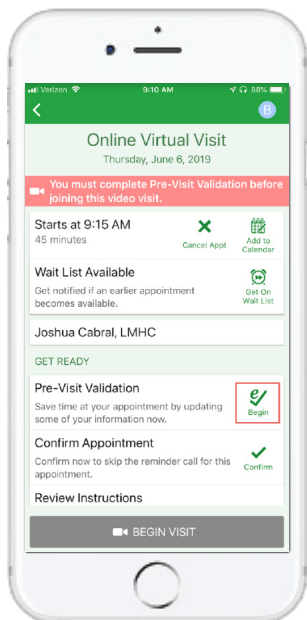 Verizon 9:10 AM 88%
B
Online Virtual Visit
Thursday, June 6, 2019
You must complete Pre-Visit Validation before
joining this video visit.
Starts at 9:15 AM
45 minutes
Cancel Appt
Add to
Calendar
Wait List Available
Get notified if an earlier appointment
becomes available.
Get On
Wait List
Joshua Cabral, LMHC
GET READY
Pre-Visit Validation
Save time at your appointment by updating
some of your information now.
Begin
Confirm Appointment
Confirm now to skip the reminder call for this
appointment.
Confirm
Review Instructions
BEGIN VISIT